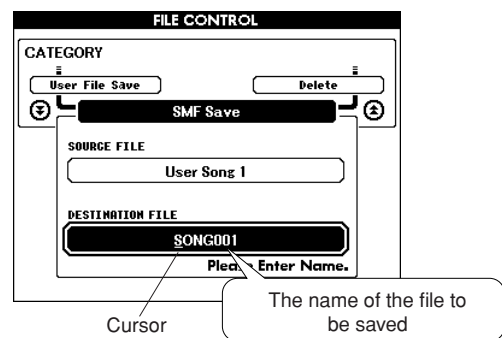 FILE CONTROL
CATEGORY
User File Save
Delete
SMF Save
SOURCE FILE
User Song 1
DESTINATION FILE
SONG001
Please Enter Name.
The name of the file to
be saved
Cursor